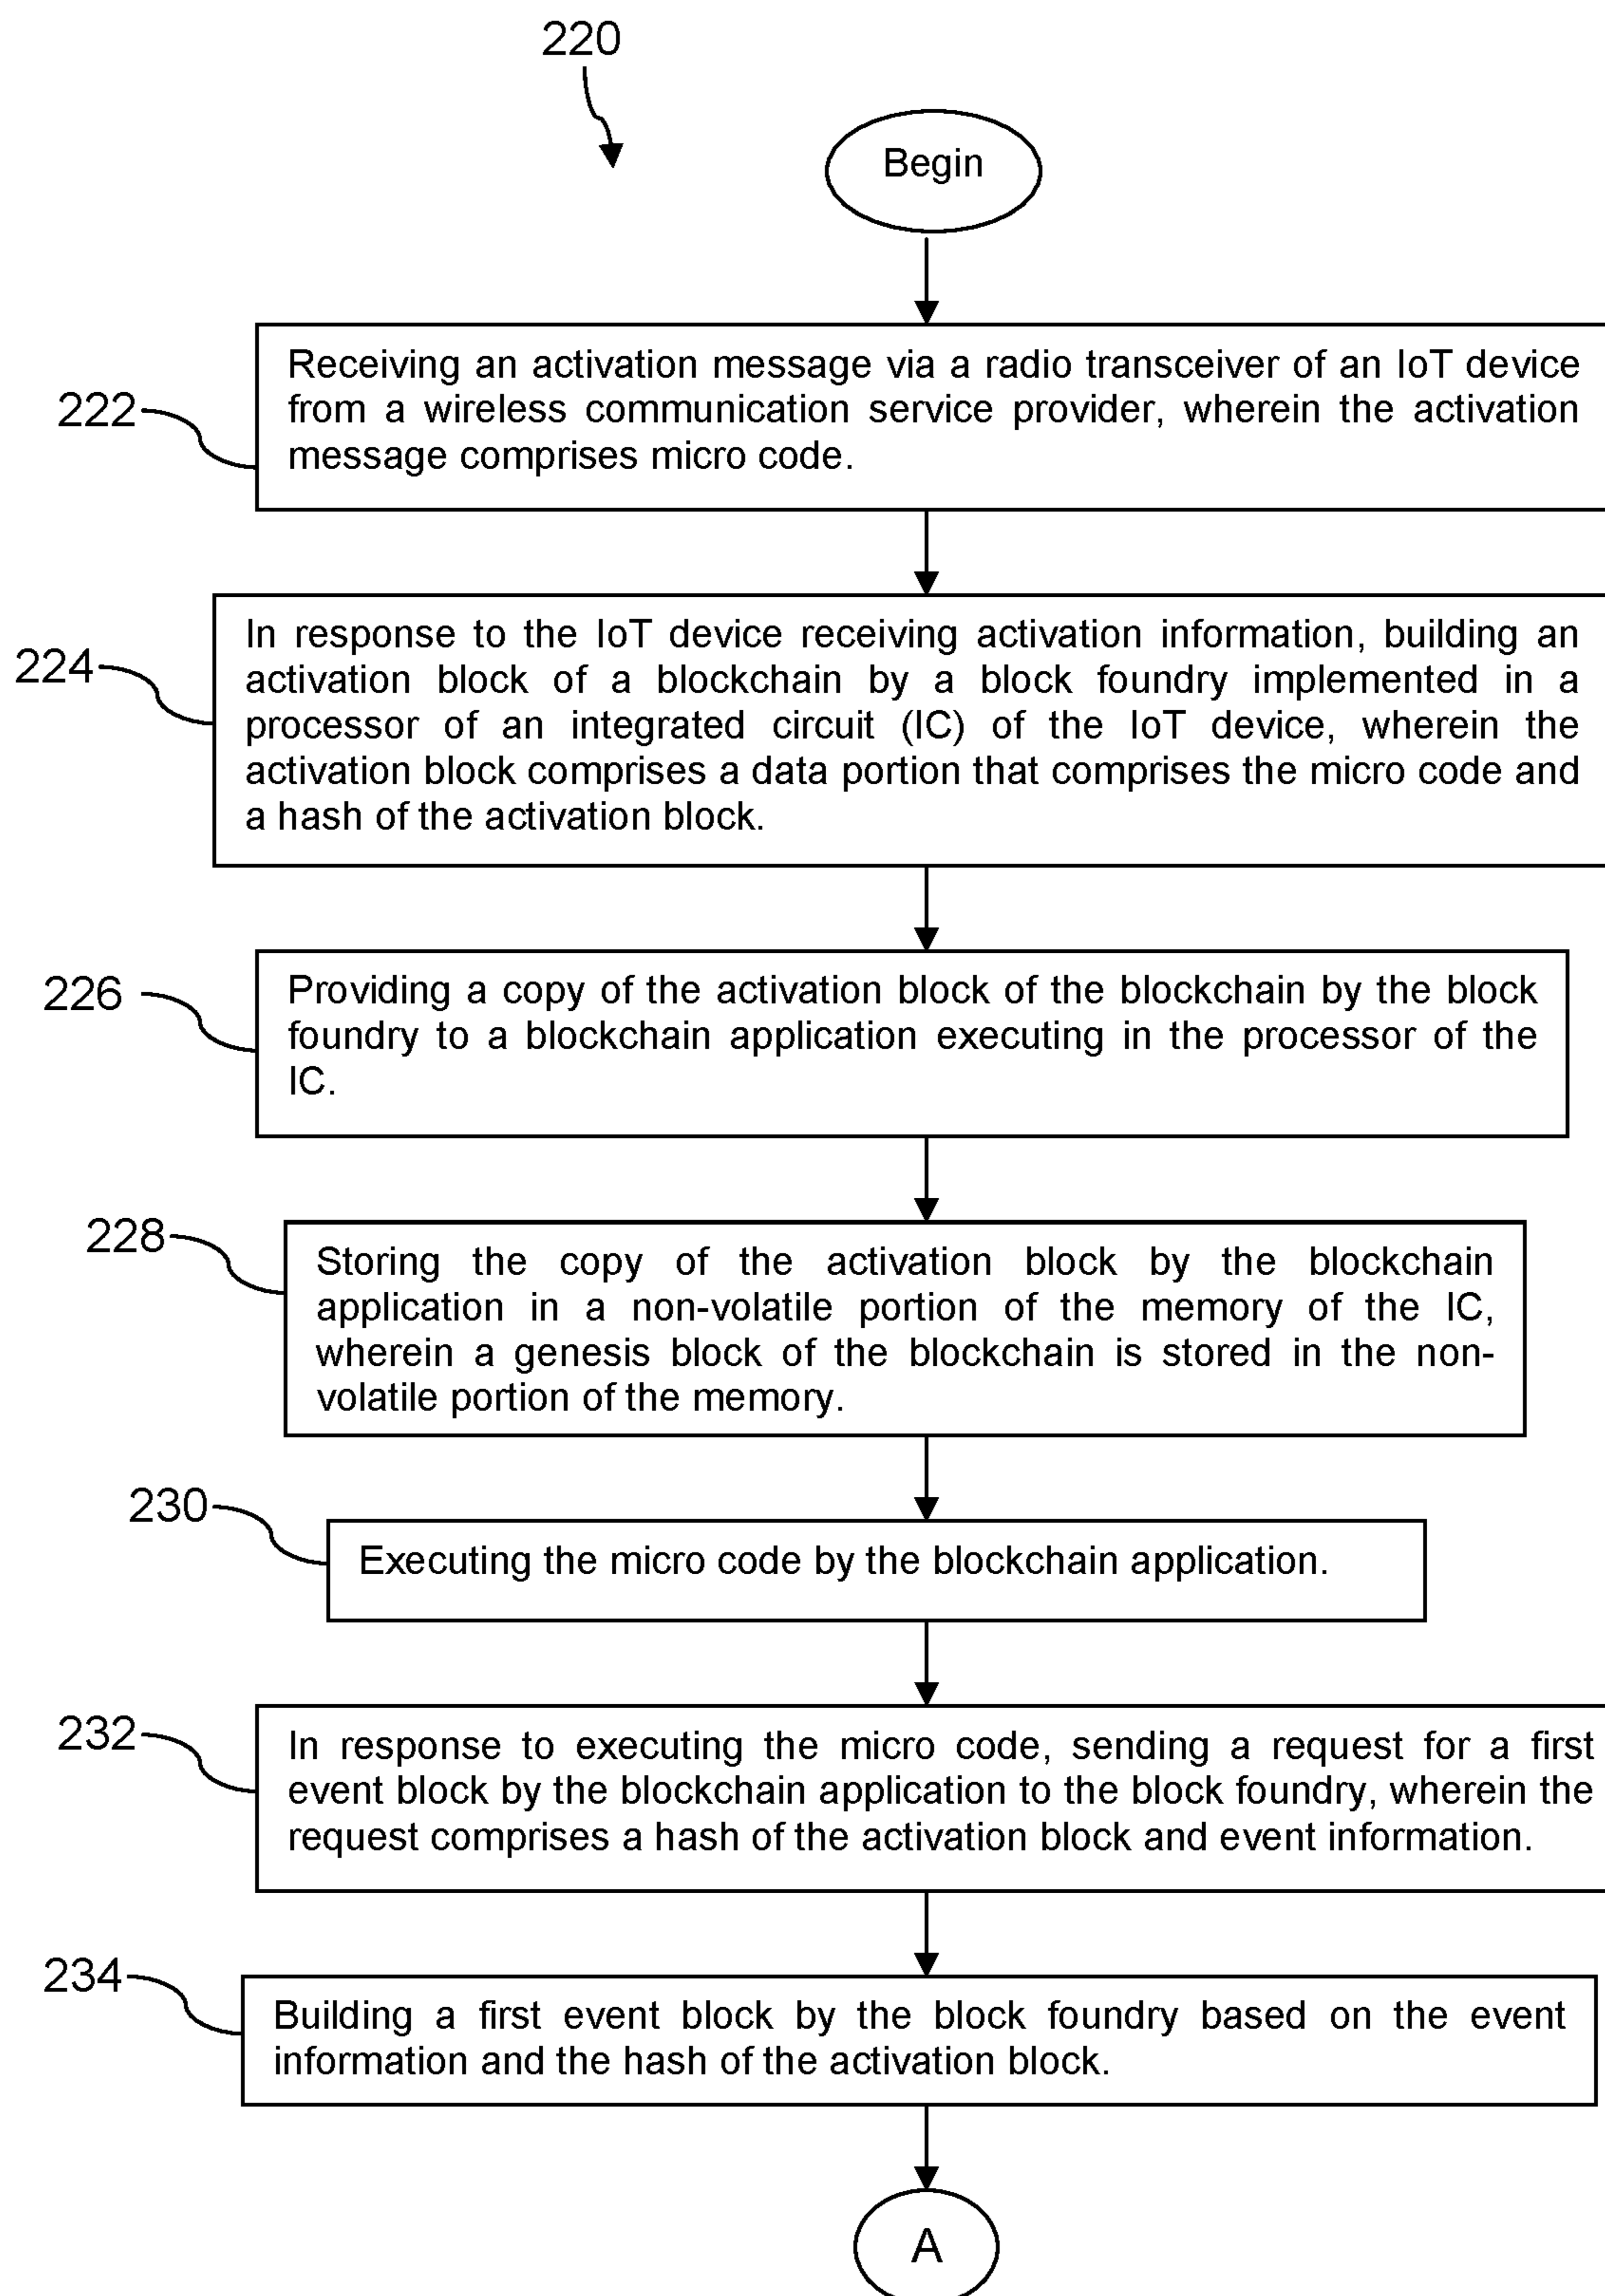 220
Begin
222
Receiving an activation message via a radio transceiver of an IoT device
from a wireless communication service provider, wherein the activation
message comprises micro code.
224
In response to the IoT device receiving activation information, building an
activation block of a blockchain by a block foundry implemented in a
processor of an integrated circuit (IC) of the IoT device, wherein the
activation block comprises a data portion that comprises the micro code and
a hash of the activation block.
226
Providing a copy of the activation block of the blockchain by the block
foundry to a blockchain application executing in the processor of the
IC.
228
Storing the copy of the activation block by the blockchain
application in a non-volatile portion of the memory of the IC,
wherein a genesis block of the blockchain is stored in the non-
volatile portion of the memory.
230
Executing the micro code by the blockchain application.
232
In response to executing the micro code, sending a request for a first
event block by the blockchain application to the block foundry, wherein the
request comprises a hash of the activation block and event information.
234
Building a first event block by the block foundry based on the event
information and the hash of the activation block.
A